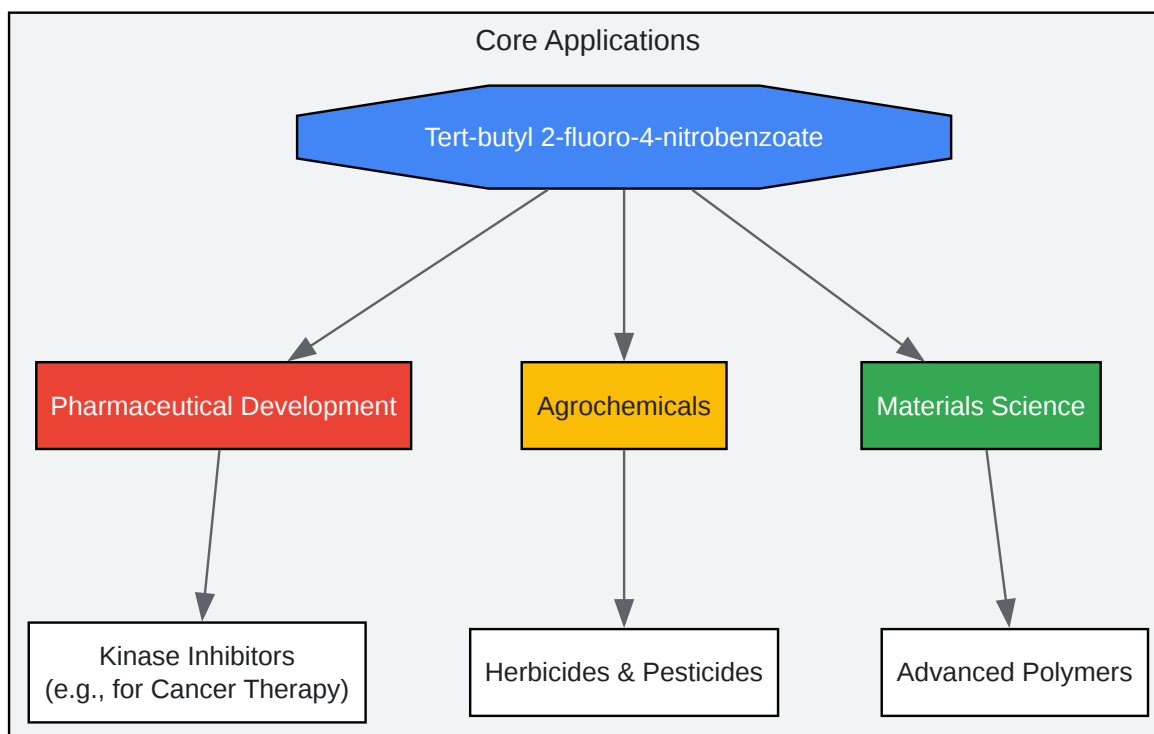 Core Applications
Tert-butyl 2-fluoro-4-nitrobenzoate
Pharmaceutical Development
Agrochemicals
Materials Science
Kinase Inhibitors
(e.g., for Cancer Therapy)
Herbicides & Pesticides
Advanced Polymers